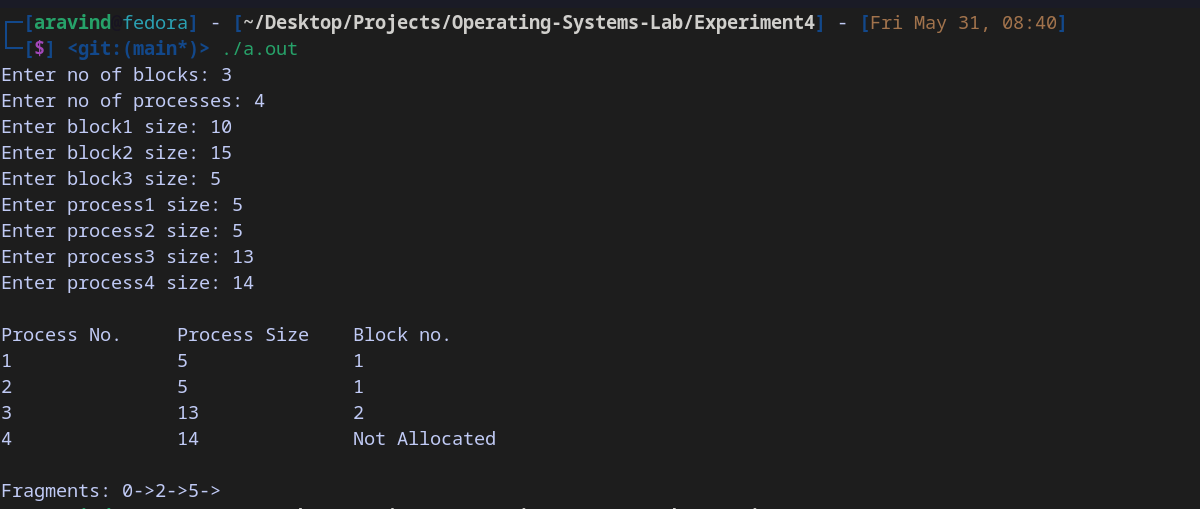 [aravind fedora] - [~/Desktop/Projects/Operating-Systems-Lab/Experiment4] - [Fri May 31, 08:40]
[$] <git:(main*)> ./a.out
Enter no of blocks: 3
Enter no of processes: 4
Enter block1 size: 10
Enter block2 size: 15
Enter block3 size: 5
Enter process1 size: 5
Enter process2 size: 5
Enter process3 size: 13
Enter process4 size: 14
Process No. Process Size Block no.
1 5 1
2 5 1
3 13 2
4 14 Not Allocated
Fragments: 0->2->5->